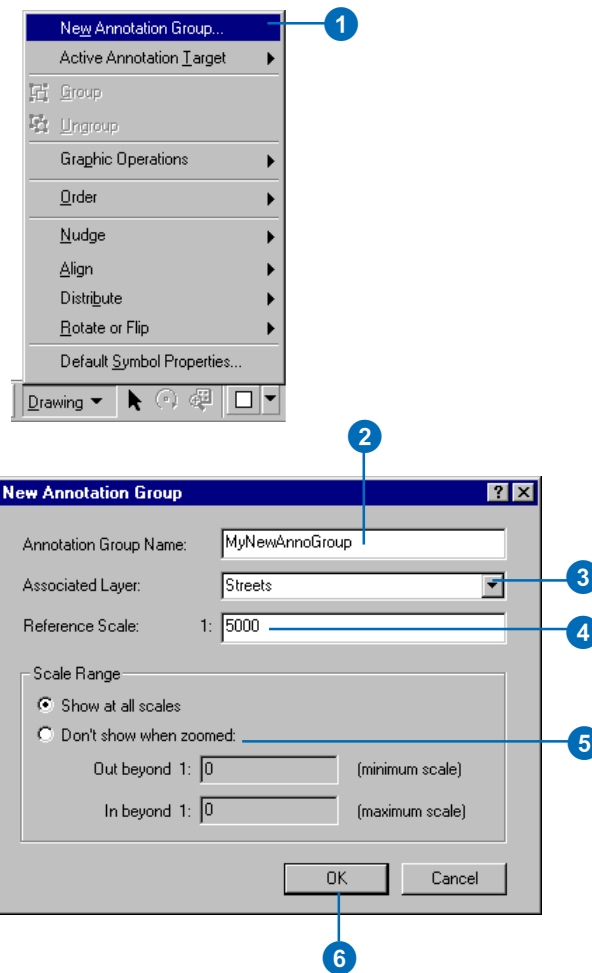 New Annotation Group...
1
Active Annotation Target
Group
Ungroup
Graphic Operations
Order
Nudge
Align
Distribute
Rotate or Flip
Default Symbol Properties...
Drawing
2
New Annotation Group
Annotation Group Name: MyNewAnnoGroup
Associated Layer: Streets
3
Reference Scale: 1: 5000
4
Scale Range
Show at all scales
Don't show when zoomed:
5
Out beyond 1: 0 (minimum scale)
In beyond 1: 0 (maximum scale)
OK Cancel
6